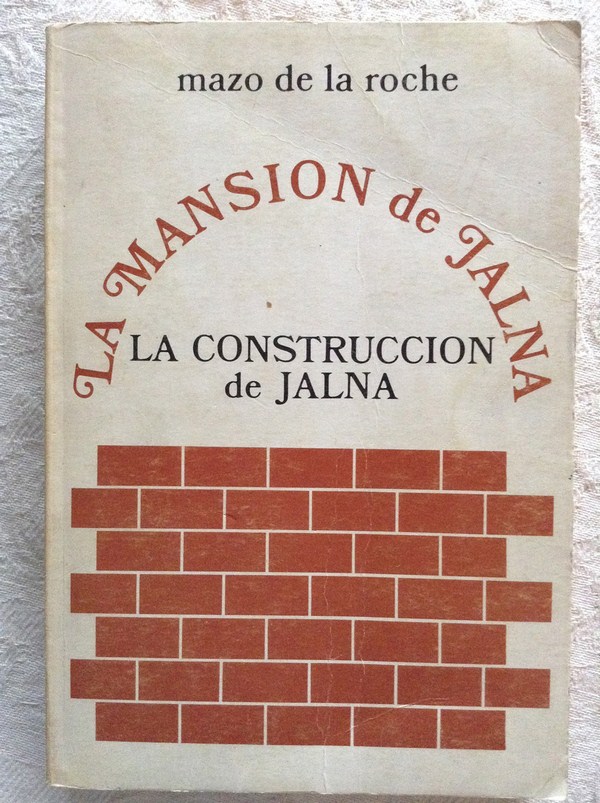 mazo de la roche
LA MANSION de JALNA
LA CONSTRUCCION
de JALNA